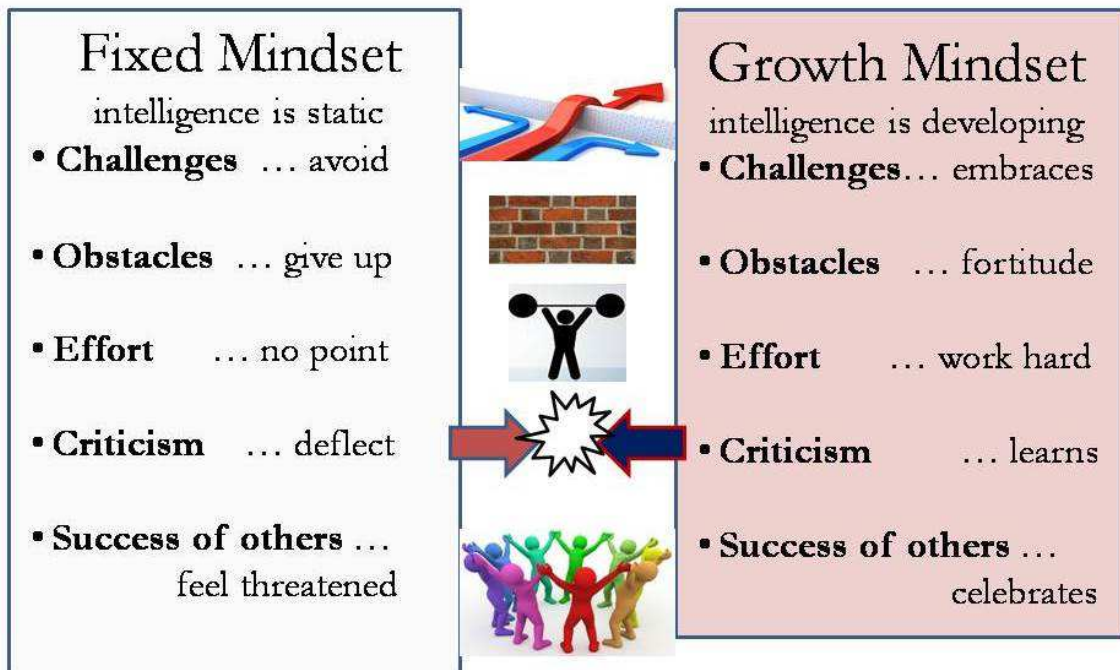 Fixed Mindset
intelligence is static
• Challenges … avoid
• Obstacles … give up
• Effort … no point
• Criticism … deflect
• Success of others …
feel threatened
Growth Mindset
intelligence is developing
• Challenges… embraces
• Obstacles … fortitude
• Effort … work hard
• Criticism … learns
• Success of others …
celebrates